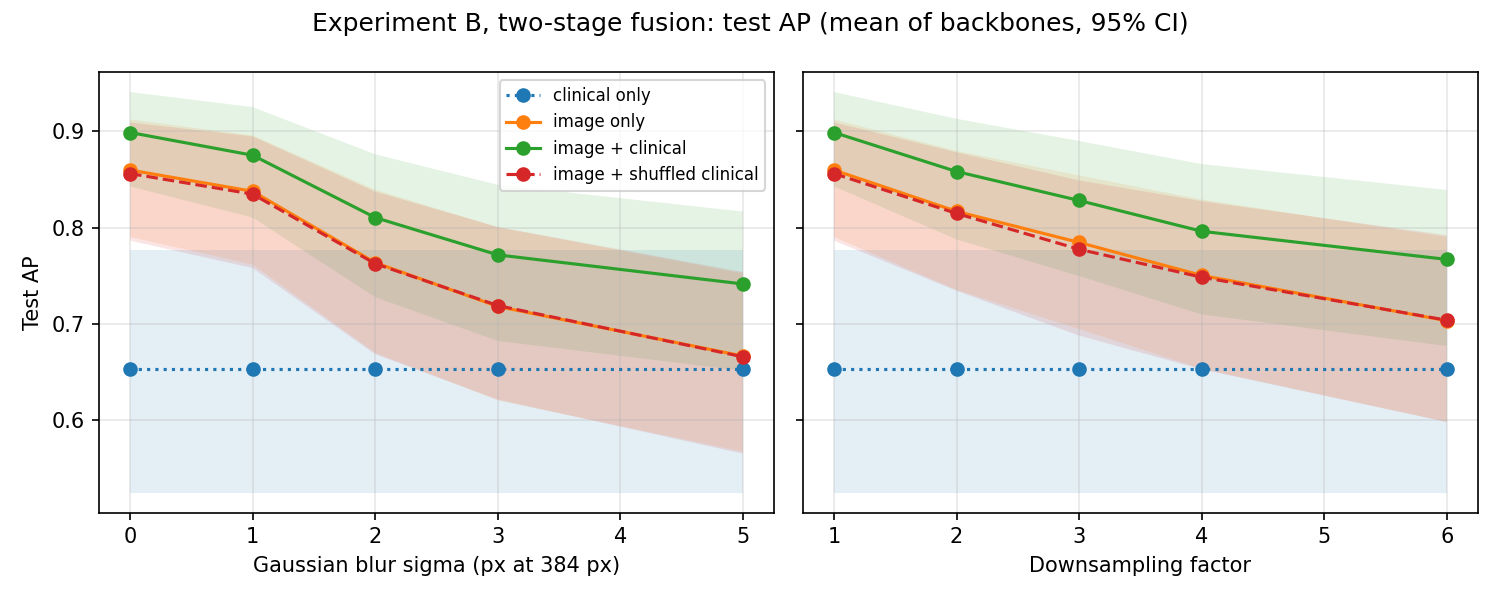 Experiment B, two-stage fusion: test AP (mean of backbones, 95% CI)
clinical only
image only
image + clinical
image + shuffled clinical
Test AP
0.9
0.8
0.7
0.6
0 1 2 3 4 5
Gaussian blur sigma (px at 384 px)
1 2 3 4 5 6
Downsampling factor